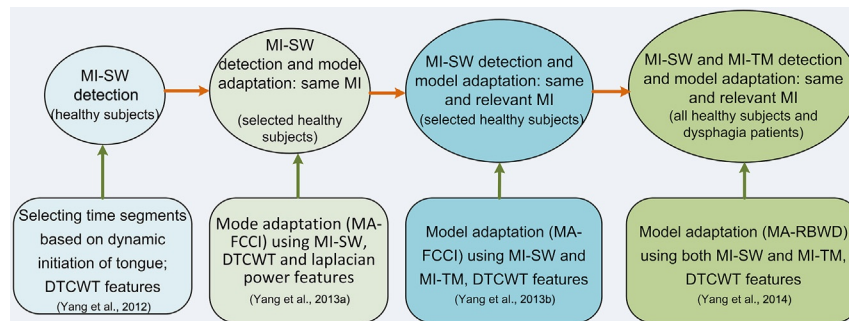 MI-SW
detection
(healthy subjects)
MI-SW
detection and model
adaptation: same MI
(selected healthy
subjects)
MI-SW detection and
model adaptation: same
and relevant MI
(selected healthy subjects)
MI-SW and MI-TM detection
and model adaptation: same
and relevant MI
(all healthy subjects and
dysphagia patients)
Selecting time segments
based on dynamic
initiation of tongue;
DTCWT features
(Yang et al., 2012)
Mode adaptation (MA-
FCCI) using MI-SW,
DTCWT and laplacian
power features
(Yang et al., 2013a)
Model adaptation (MA-
FCCI) using MI-SW and
MI-TM, DTCWT features
(Yang et al., 2013b)
Model adaptation (MA-RBWD)
using both MI-SW and MI-TM,
DTCWT features
(Yang et al., 2014)